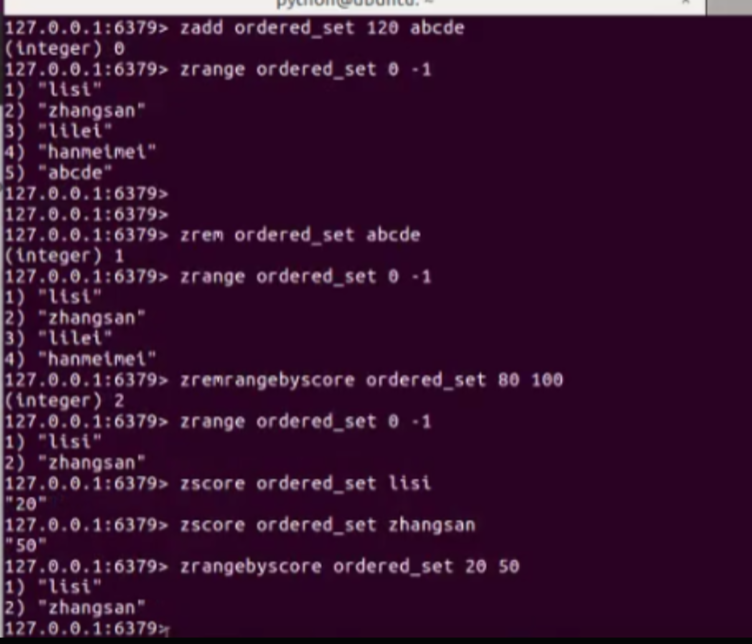 python@ubuntu: ~
127.0.0.1:6379> zadd ordered_set 120 abcde
(integer) 0
127.0.0.1:6379> zrange ordered_set 0 -1
1) "lisi"
2) "zhangsan"
3) "lilei"
4) "hanmeimei"
5) "abcde"
127.0.0.1:6379>
127.0.0.1:6379>
127.0.0.1:6379> zrem ordered_set abcde
(integer) 1
127.0.0.1:6379> zrange ordered_set 0 -1
1) "lisi"
2) "zhangsan"
3) "lilei"
4) "hanmeimei"
127.0.0.1:6379> zremrangebyscore ordered_set 80 100
(integer) 2
127.0.0.1:6379> zrange ordered_set 0 -1
1) "lisi"
2) "zhangsan"
127.0.0.1:6379> zscore ordered_set lisi
"20"
127.0.0.1:6379> zscore ordered_set zhangsan
"50"
127.0.0.1:6379> zrangebyscore ordered_set 20 50
1) "lisi"
2) "zhangsan"
127.0.0.1:6379>